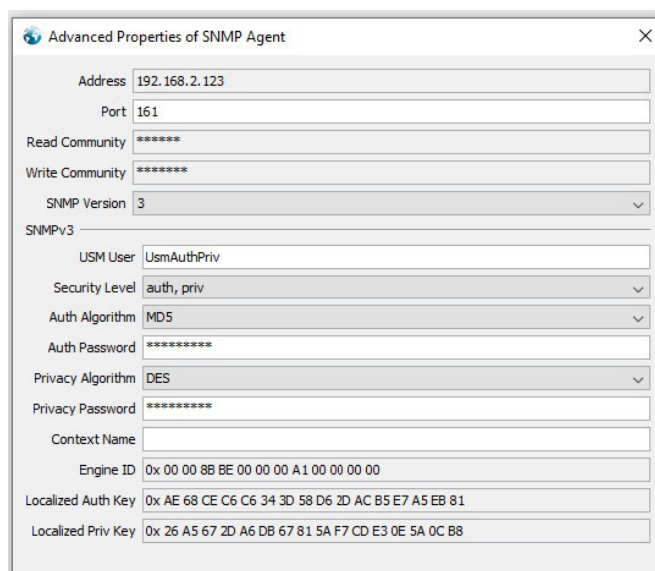 Advanced Properties of SNMP Agent
Address 192.168.2.123
Port 161
Read Community ******
Write Community *******
SNMP Version 3
SNMPv3
USM User UsmAuthPriv
Security Level auth, priv
Auth Algorithm MD5
Auth Password *********
Privacy Algorithm DES
Privacy Password *********
Context Name
Engine ID 0x 00 00 8B BE 00 00 00 A1 00 00 00 00
Localized Auth Key 0x AE 68 CE C6 C6 34 3D 58 D6 2D AC B5 E7 A5 EB 81
Localized Priv Key 0x 26 A5 67 2D A6 DB 67 81 5A F7 CD E3 0E 5A 0C B8